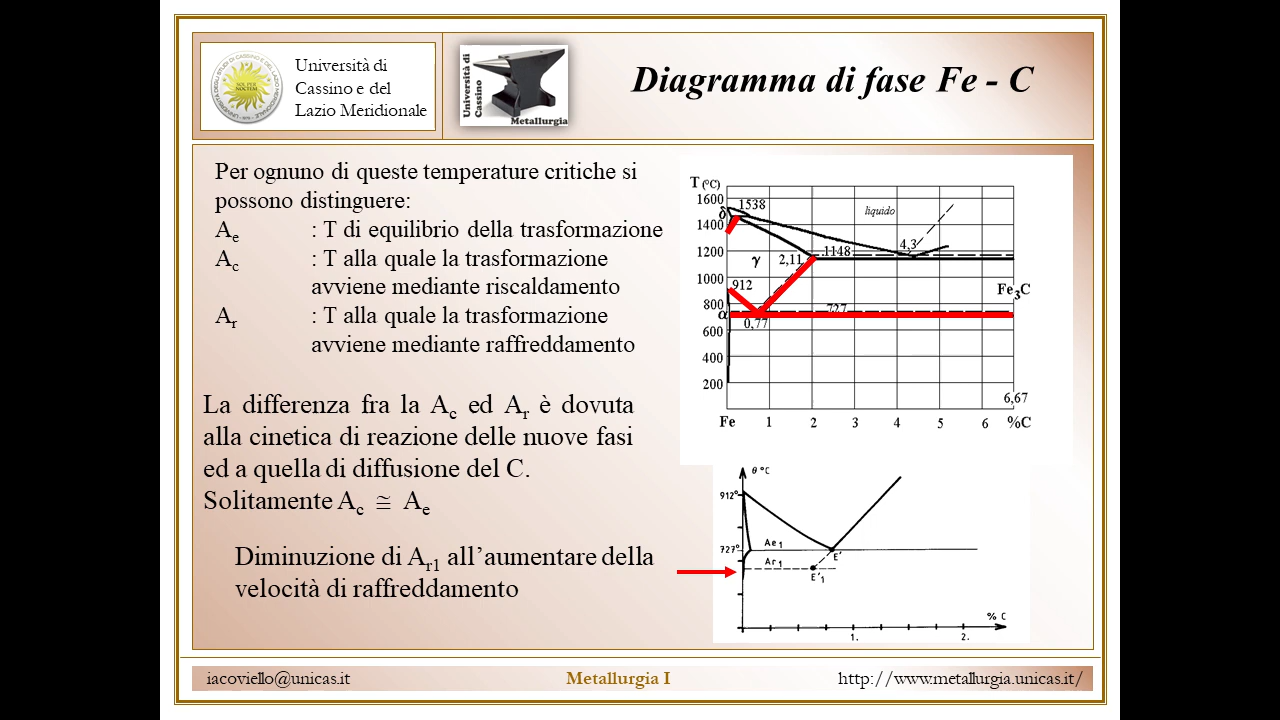 Università di
Cassino e del
Lazio Meridionale
Università di
Cassino
Metallurgia
Diagramma di fase Fe - C
Per ognuno di queste temperature critiche si
possono distinguere:
Ae : T di equilibrio della trasformazione
Ac : T alla quale la trasformazione
avviene mediante riscaldamento
Ar : T alla quale la trasformazione
avviene mediante raffreddamento
La differenza fra la Ac ed Ar è dovuta
alla cinetica di reazione delle nuove fasi
ed a quella di diffusione del C.
Solitamente Ac ≅ Ae
Diminuzione di Ar1 all’aumentare della
velocità di raffreddamento
T (°C)
1600
1538
δ
liquido
1400
4,3
1200
1148
γ
2,11
1000
912
Fe3C
800
727
α
0,77
600
400
200
6,67
Fe 1 2 3 4 5 6 %C
θ °C
912°
727°
Ae1
E'
Ar1
E'1
% C
1. 2.
iacoviello@unicas.it
Metallurgia I
http://www.metallurgia.unicas.it/